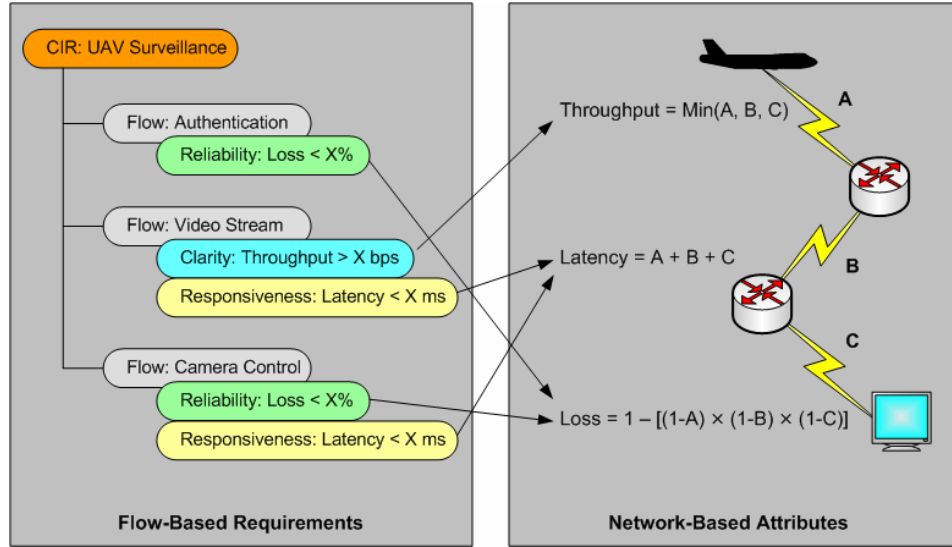 CIR: UAV Surveillance
Flow: Authentication
Reliability: Loss < X%
Flow: Video Stream
Clarity: Throughput > X bps
Responsiveness: Latency < X ms
Flow: Camera Control
Reliability: Loss < X%
Responsiveness: Latency < X ms
Flow-Based Requirements
Throughput = Min(A, B, C)
Latency = A + B + C
Loss = 1 – [(1-A) × (1-B) × (1-C)]
A
B
C
Network-Based Attributes